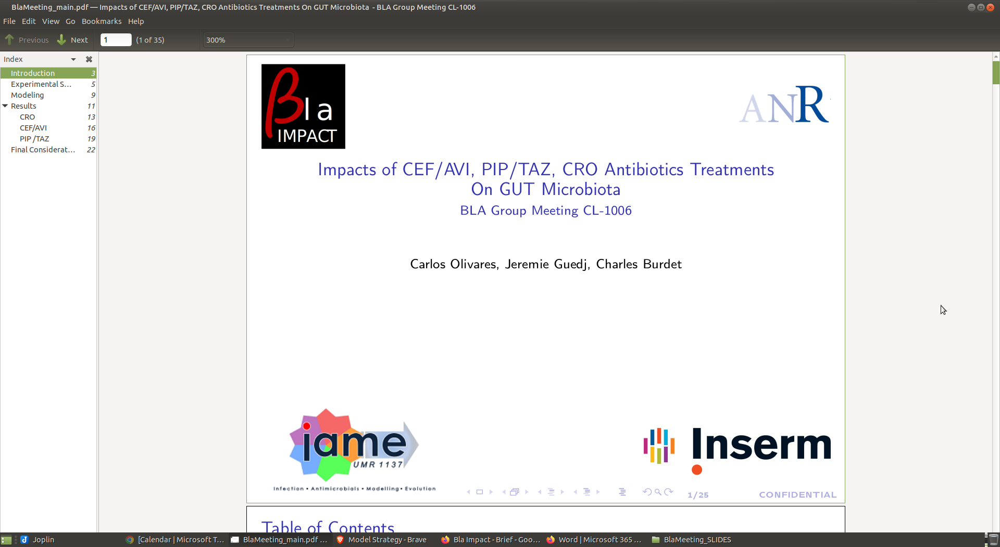 BlaMeeting_main.pdf — Impacts of CEF/AVI, PIP/TAZ, CRO Antibiotics Treatments On GUT Microbiota - BLA Group Meeting CL-1006
File Edit View Go Bookmarks Help
Previous Next 1 (1 of 35) 300%
Index
Introduction 3
Experimental S... 5
Modeling 9
Results 11
CRO 13
CEF/AVI 16
PIP /TAZ 19
Final Considerat... 22
βla
IMPACT
ANR
Impacts of CEF/AVI, PIP/TAZ, CRO Antibiotics Treatments
On GUT Microbiota
BLA Group Meeting CL-1006
Carlos Olivares, Jeremie Guedj, Charles Burdet
iame
UMR 1137
Infection • Antimicrobials • Modelling • Evolution
Inserm
1/25 CONFIDENTIAL
Table of Contents
Joplin [Calendar | Microsoft T... BlaMeeting_main.pdf ... Model Strategy - Brave Bla Impact - Brief - Goo... Word | Microsoft 365 ... BlaMeeting_SLIDES